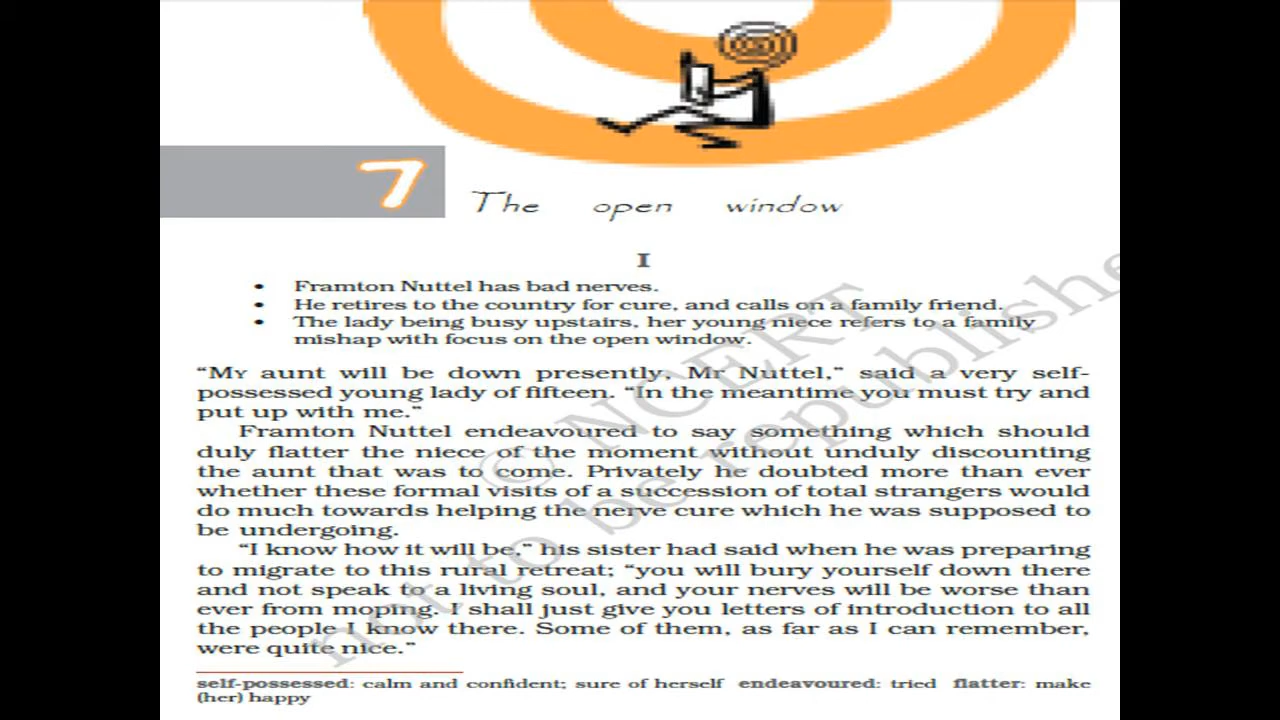 7
The open window
I
• Framton Nuttel has bad nerves.
• He retires to the country for cure, and calls on a family friend.
• The lady being busy upstairs, her young niece refers to a family
mishap with focus on the open window.
“MY aunt will be down presently, Mr Nuttel,” said a very self-
possessed young lady of fifteen. “In the meantime you must try and
put up with me.”
Framton Nuttel endeavoured to say something which should
duly flatter the niece of the moment without unduly discounting
the aunt that was to come. Privately he doubted more than ever
whether these formal visits of a succession of total strangers would
do much towards helping the nerve cure which he was supposed to
be undergoing.
“I know how it will be,” his sister had said when he was preparing
to migrate to this rural retreat; “you will bury yourself down there
and not speak to a living soul, and your nerves will be worse than
ever from moping. I shall just give you letters of introduction to all
the people I know there. Some of them, as far as I can remember,
were quite nice.”
self-possessed: calm and confident; sure of herself endeavoured: tried flatter: make
(her) happy
© NCERT
not to be republishe